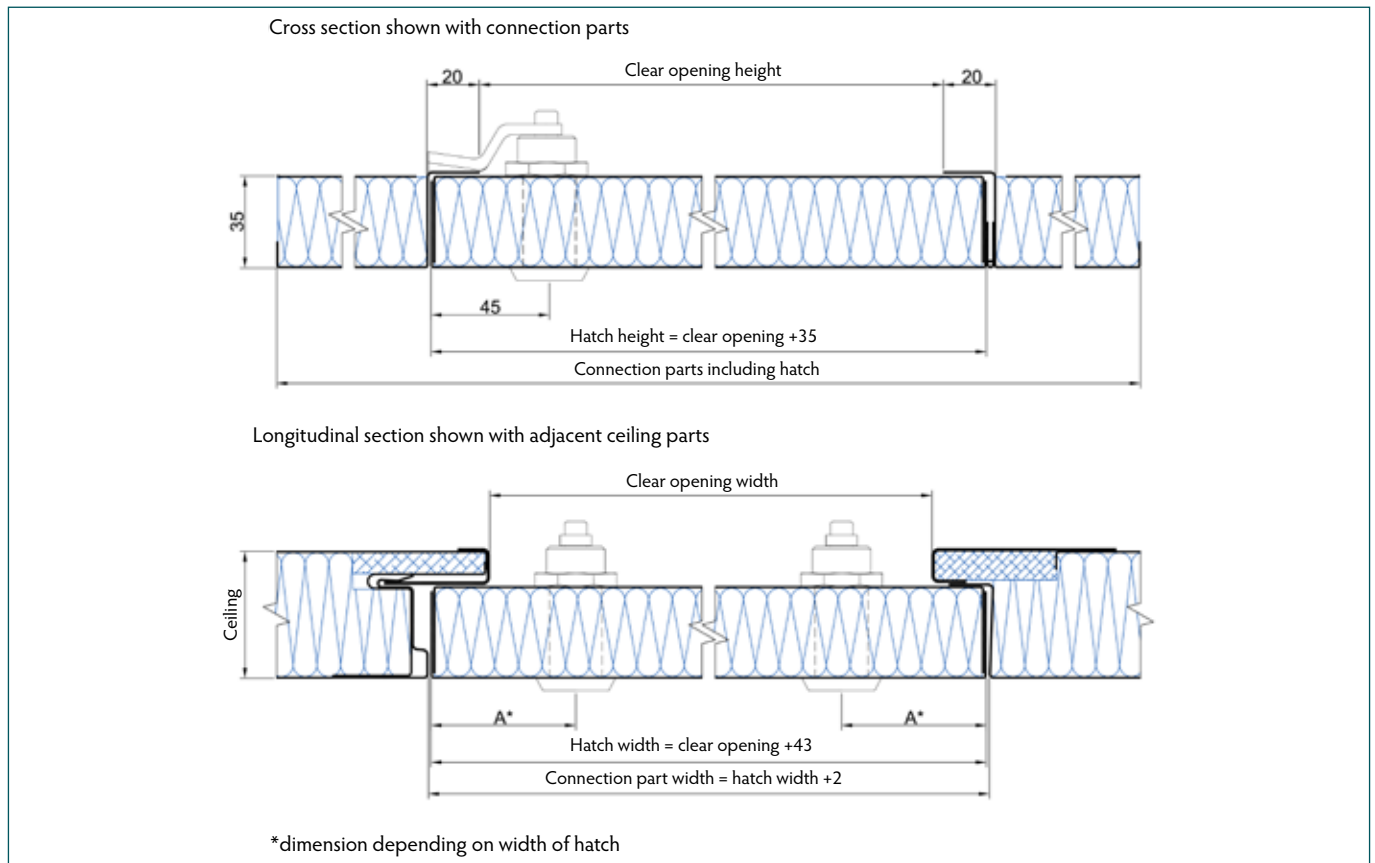 Cross section shown with connection parts
20
Clear opening height
20
35
45
Hatch height = clear opening +35
Connection parts including hatch
Longitudinal section shown with adjacent ceiling parts
Clear opening width
Ceiling
A*
A*
Hatch width = clear opening +43
Connection part width = hatch width +2
*dimension depending on width of hatch